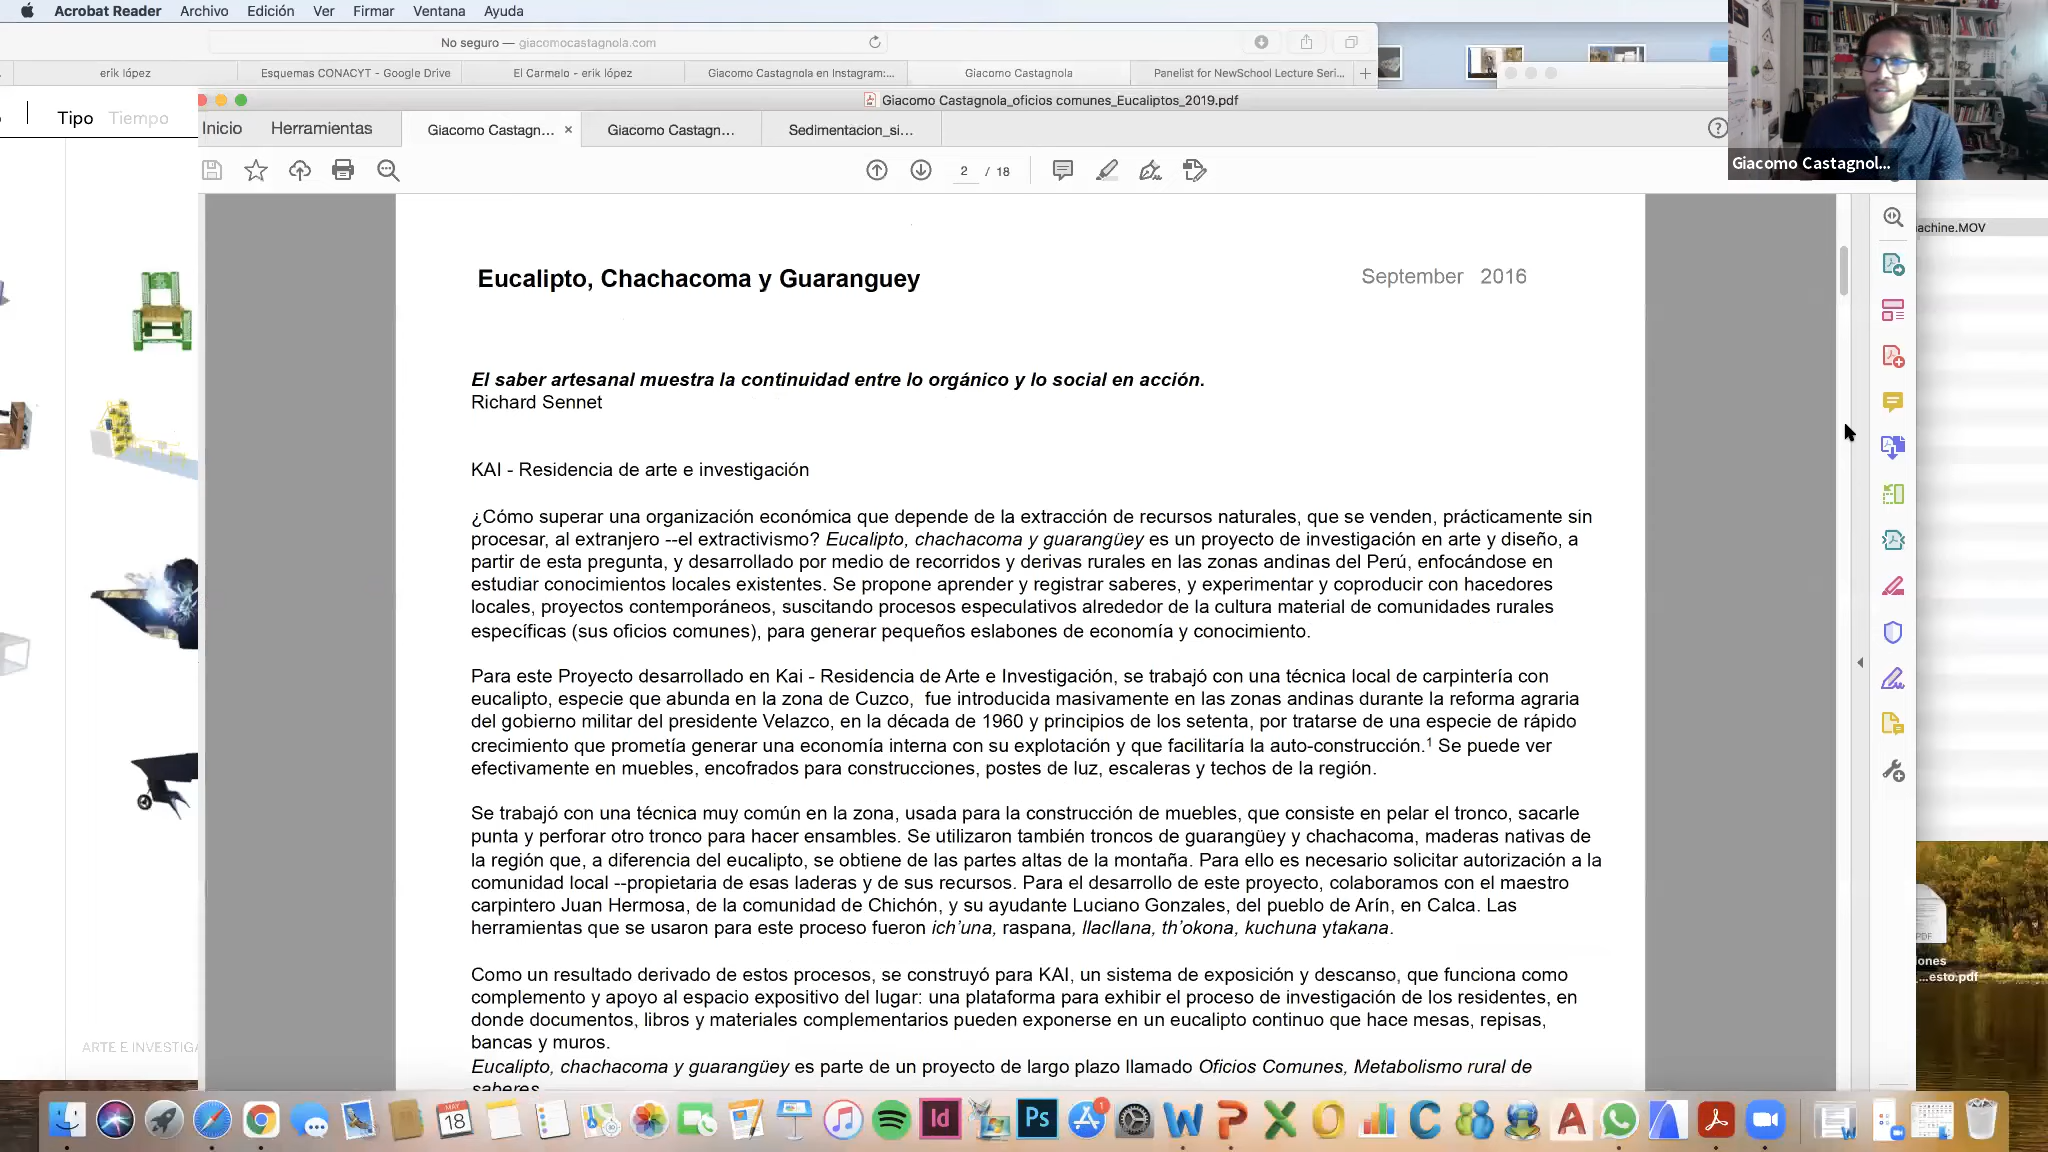 Acrobat Reader Archivo Edición Ver Firmar Ventana Ayuda
No seguro — giacomocastagnola.com
erik lópez
Esquemas CONACYT - Google Drive
El Carmelo - erik lópez
Giacomo Castagnola en Instagram:...
Giacomo Castagnola
Panelist for NewSchool Lecture Seri...
Giacomo Castagnola_oficios comunes_Eucaliptos_2019.pdf
Tipo Tiempo
Inicio Herramientas
Giacomo Castagn... ×
Giacomo Castagn...
Sedimentacion_si...
2 / 18
Giacomo Castagnol...
achine.MOV
Eucalipto, Chachacoma y Guaranguey
September 2016
El saber artesanal muestra la continuidad entre lo orgánico y lo social en acción.
Richard Sennet
KAI - Residencia de arte e investigación
¿Cómo superar una organización económica que depende de la extracción de recursos naturales, que se venden, prácticamente sin
procesar, al extranjero --el extractivismo? Eucalipto, chachacoma y guarangüey es un proyecto de investigación en arte y diseño, a
partir de esta pregunta, y desarrollado por medio de recorridos y derivas rurales en las zonas andinas del Perú, enfocándose en
estudiar conocimientos locales existentes. Se propone aprender y registrar saberes, y experimentar y coproducir con hacedores
locales, proyectos contemporáneos, suscitando procesos especulativos alrededor de la cultura material de comunidades rurales
específicas (sus oficios comunes), para generar pequeños eslabones de economía y conocimiento.
Para este Proyecto desarrollado en Kai - Residencia de Arte e Investigación, se trabajó con una técnica local de carpintería con
eucalipto, especie que abunda en la zona de Cuzco, fue introducida masivamente en las zonas andinas durante la reforma agraria
del gobierno militar del presidente Velazco, en la década de 1960 y principios de los setenta, por tratarse de una especie de rápido
crecimiento que prometía generar una economía interna con su explotación y que facilitaría la auto-construcción.¹ Se puede ver
efectivamente en muebles, encofrados para construcciones, postes de luz, escaleras y techos de la región.
Se trabajó con una técnica muy común en la zona, usada para la construcción de muebles, que consiste en pelar el tronco, sacarle
punta y perforar otro tronco para hacer ensambles. Se utilizaron también troncos de guarangüey y chachacoma, maderas nativas de
la región que, a diferencia del eucalipto, se obtiene de las partes altas de la montaña. Para ello es necesario solicitar autorización a la
comunidad local --propietaria de esas laderas y de sus recursos. Para el desarrollo de este proyecto, colaboramos con el maestro
carpintero Juan Hermosa, de la comunidad de Chichón, y su ayudante Luciano Gonzales, del pueblo de Arín, en Calca. Las
herramientas que se usaron para este proceso fueron ich'una, raspana, llacllana, th'okona, kuchuna ytakana.
Como un resultado derivado de estos procesos, se construyó para KAI, un sistema de exposición y descanso, que funciona como
complemento y apoyo al espacio expositivo del lugar: una plataforma para exhibir el proceso de investigación de los residentes, en
donde documentos, libros y materiales complementarios pueden exponerse en un eucalipto continuo que hace mesas, repisas,
bancas y muros.
Eucalipto, chachacoma y guarangüey es parte de un proyecto de largo plazo llamado Oficios Comunes, Metabolismo rural de
saberes
ARTE E INVESTIGA
PDF
iones
...esto.pdf
MAY
18
Id
Ps
1